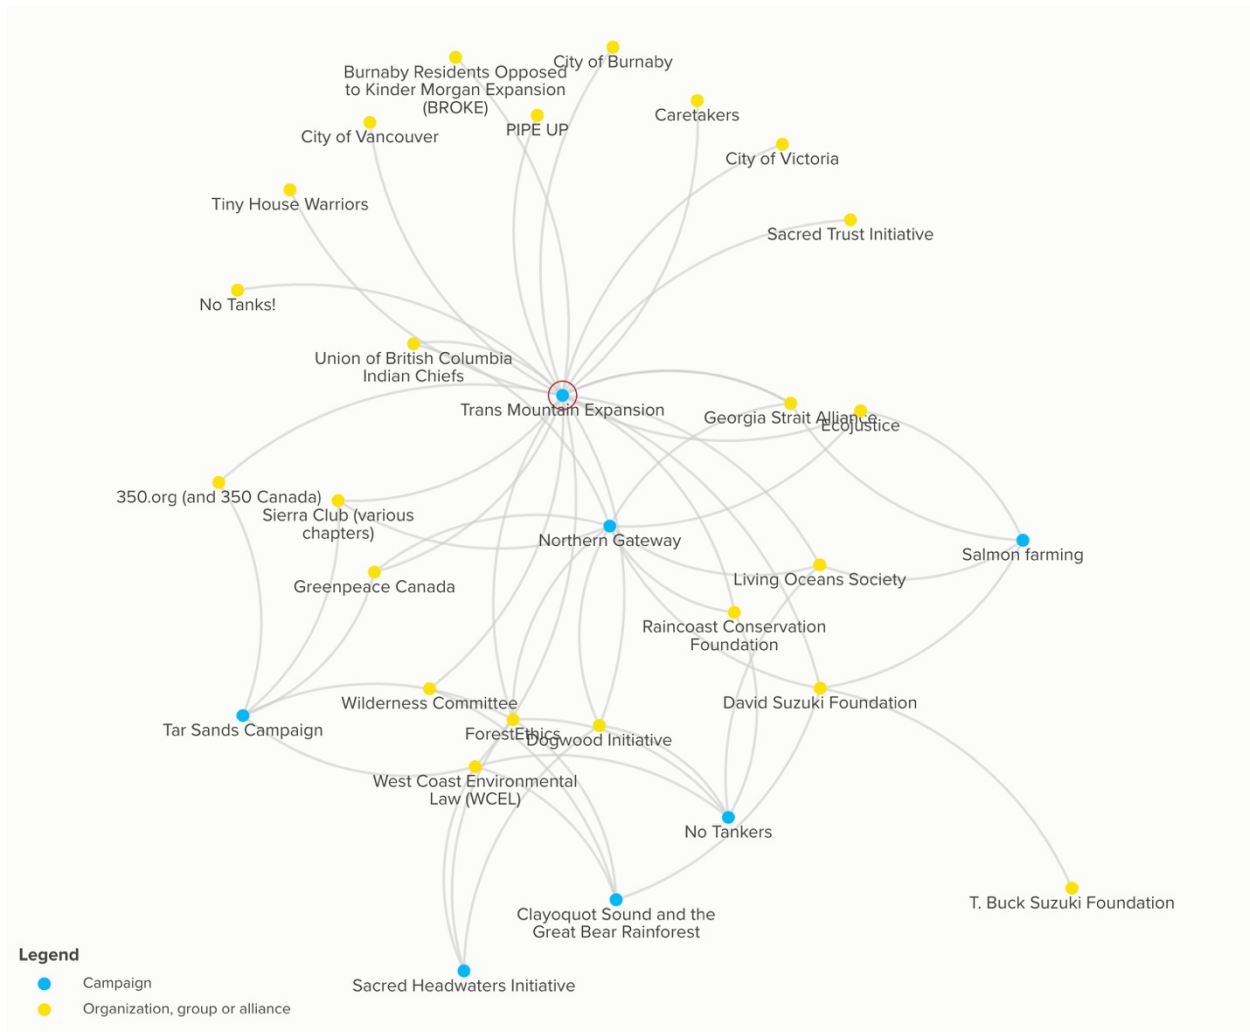 City of Burnaby
Burnaby Residents Opposed
to Kinder Morgan Expansion
(BROKE)
PIPE UP
Caretakers
City of Vancouver
City of Victoria
Tiny House Warriors
Sacred Trust Initiative
No Tanks!
Union of British Columbia
Indian Chiefs
Trans Mountain Expansion
Georgia Strait Alliance
Ecojustice
350.org (and 350 Canada)
Sierra Club (various
chapters)
Northern Gateway
Salmon farming
Greenpeace Canada
Living Oceans Society
Raincoast Conservation
Foundation
Wilderness Committee
David Suzuki Foundation
Tar Sands Campaign
ForestEthics
Dogwood Initiative
West Coast Environmental
Law (WCEL)
No Tankers
T. Buck Suzuki Foundation
Clayoquot Sound and the
Great Bear Rainforest
Sacred Headwaters Initiative
Legend
Campaign
Organization, group or alliance